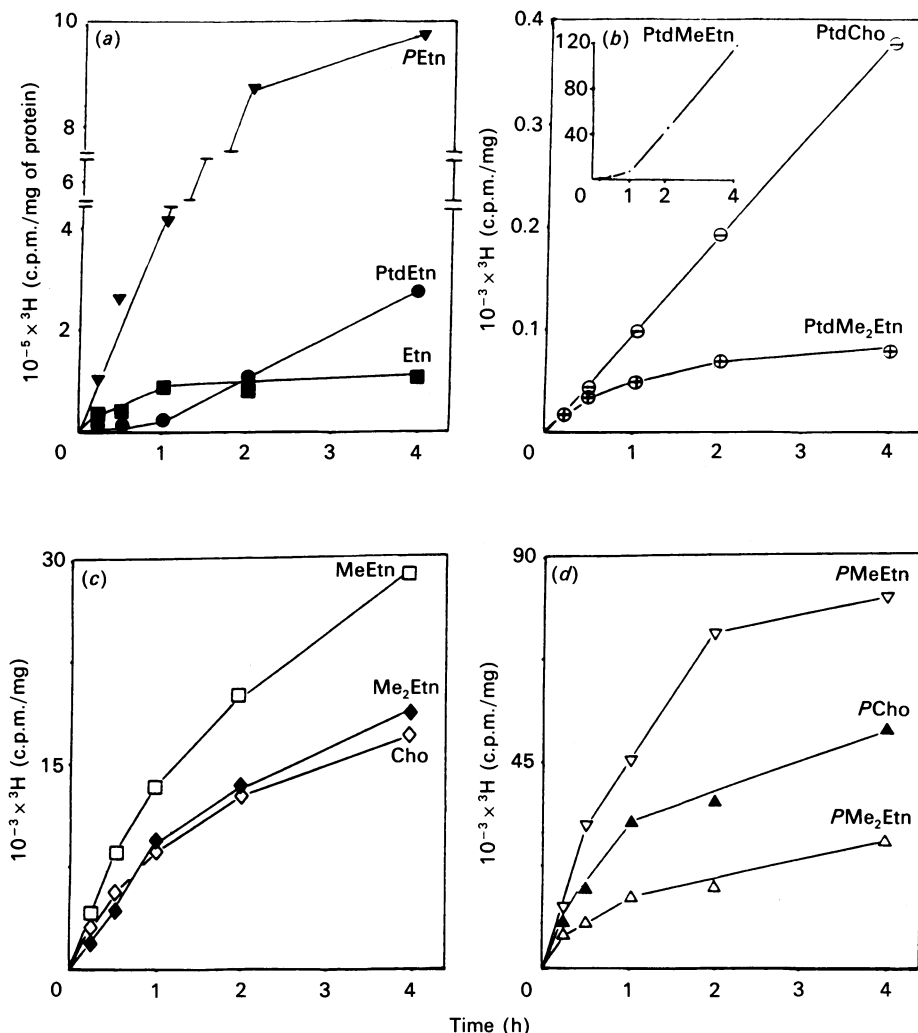 (a)
10
8
6
4
2
0
1
2
3
4
10⁻⁵ × ³H (c.p.m./mg of protein)
PEtn
PtdEtn
Etn
(b)
0.4
0.3
0.2
0.1
0
1
2
3
4
10⁻³ × ³H (c.p.m./mg)
120
80
40
0
1
2
4
PtdMeEtn
PtdCho
PtdMe₂Etn
(c)
30
15
0
1
2
3
4
10⁻³ × ³H (c.p.m./mg)
MeEtn
Me₂Etn
Cho
(d)
90
45
0
1
2
3
4
10⁻³ × ³H (c.p.m./mg)
PMeEtn
PCho
PMe₂Etn
Time (h)